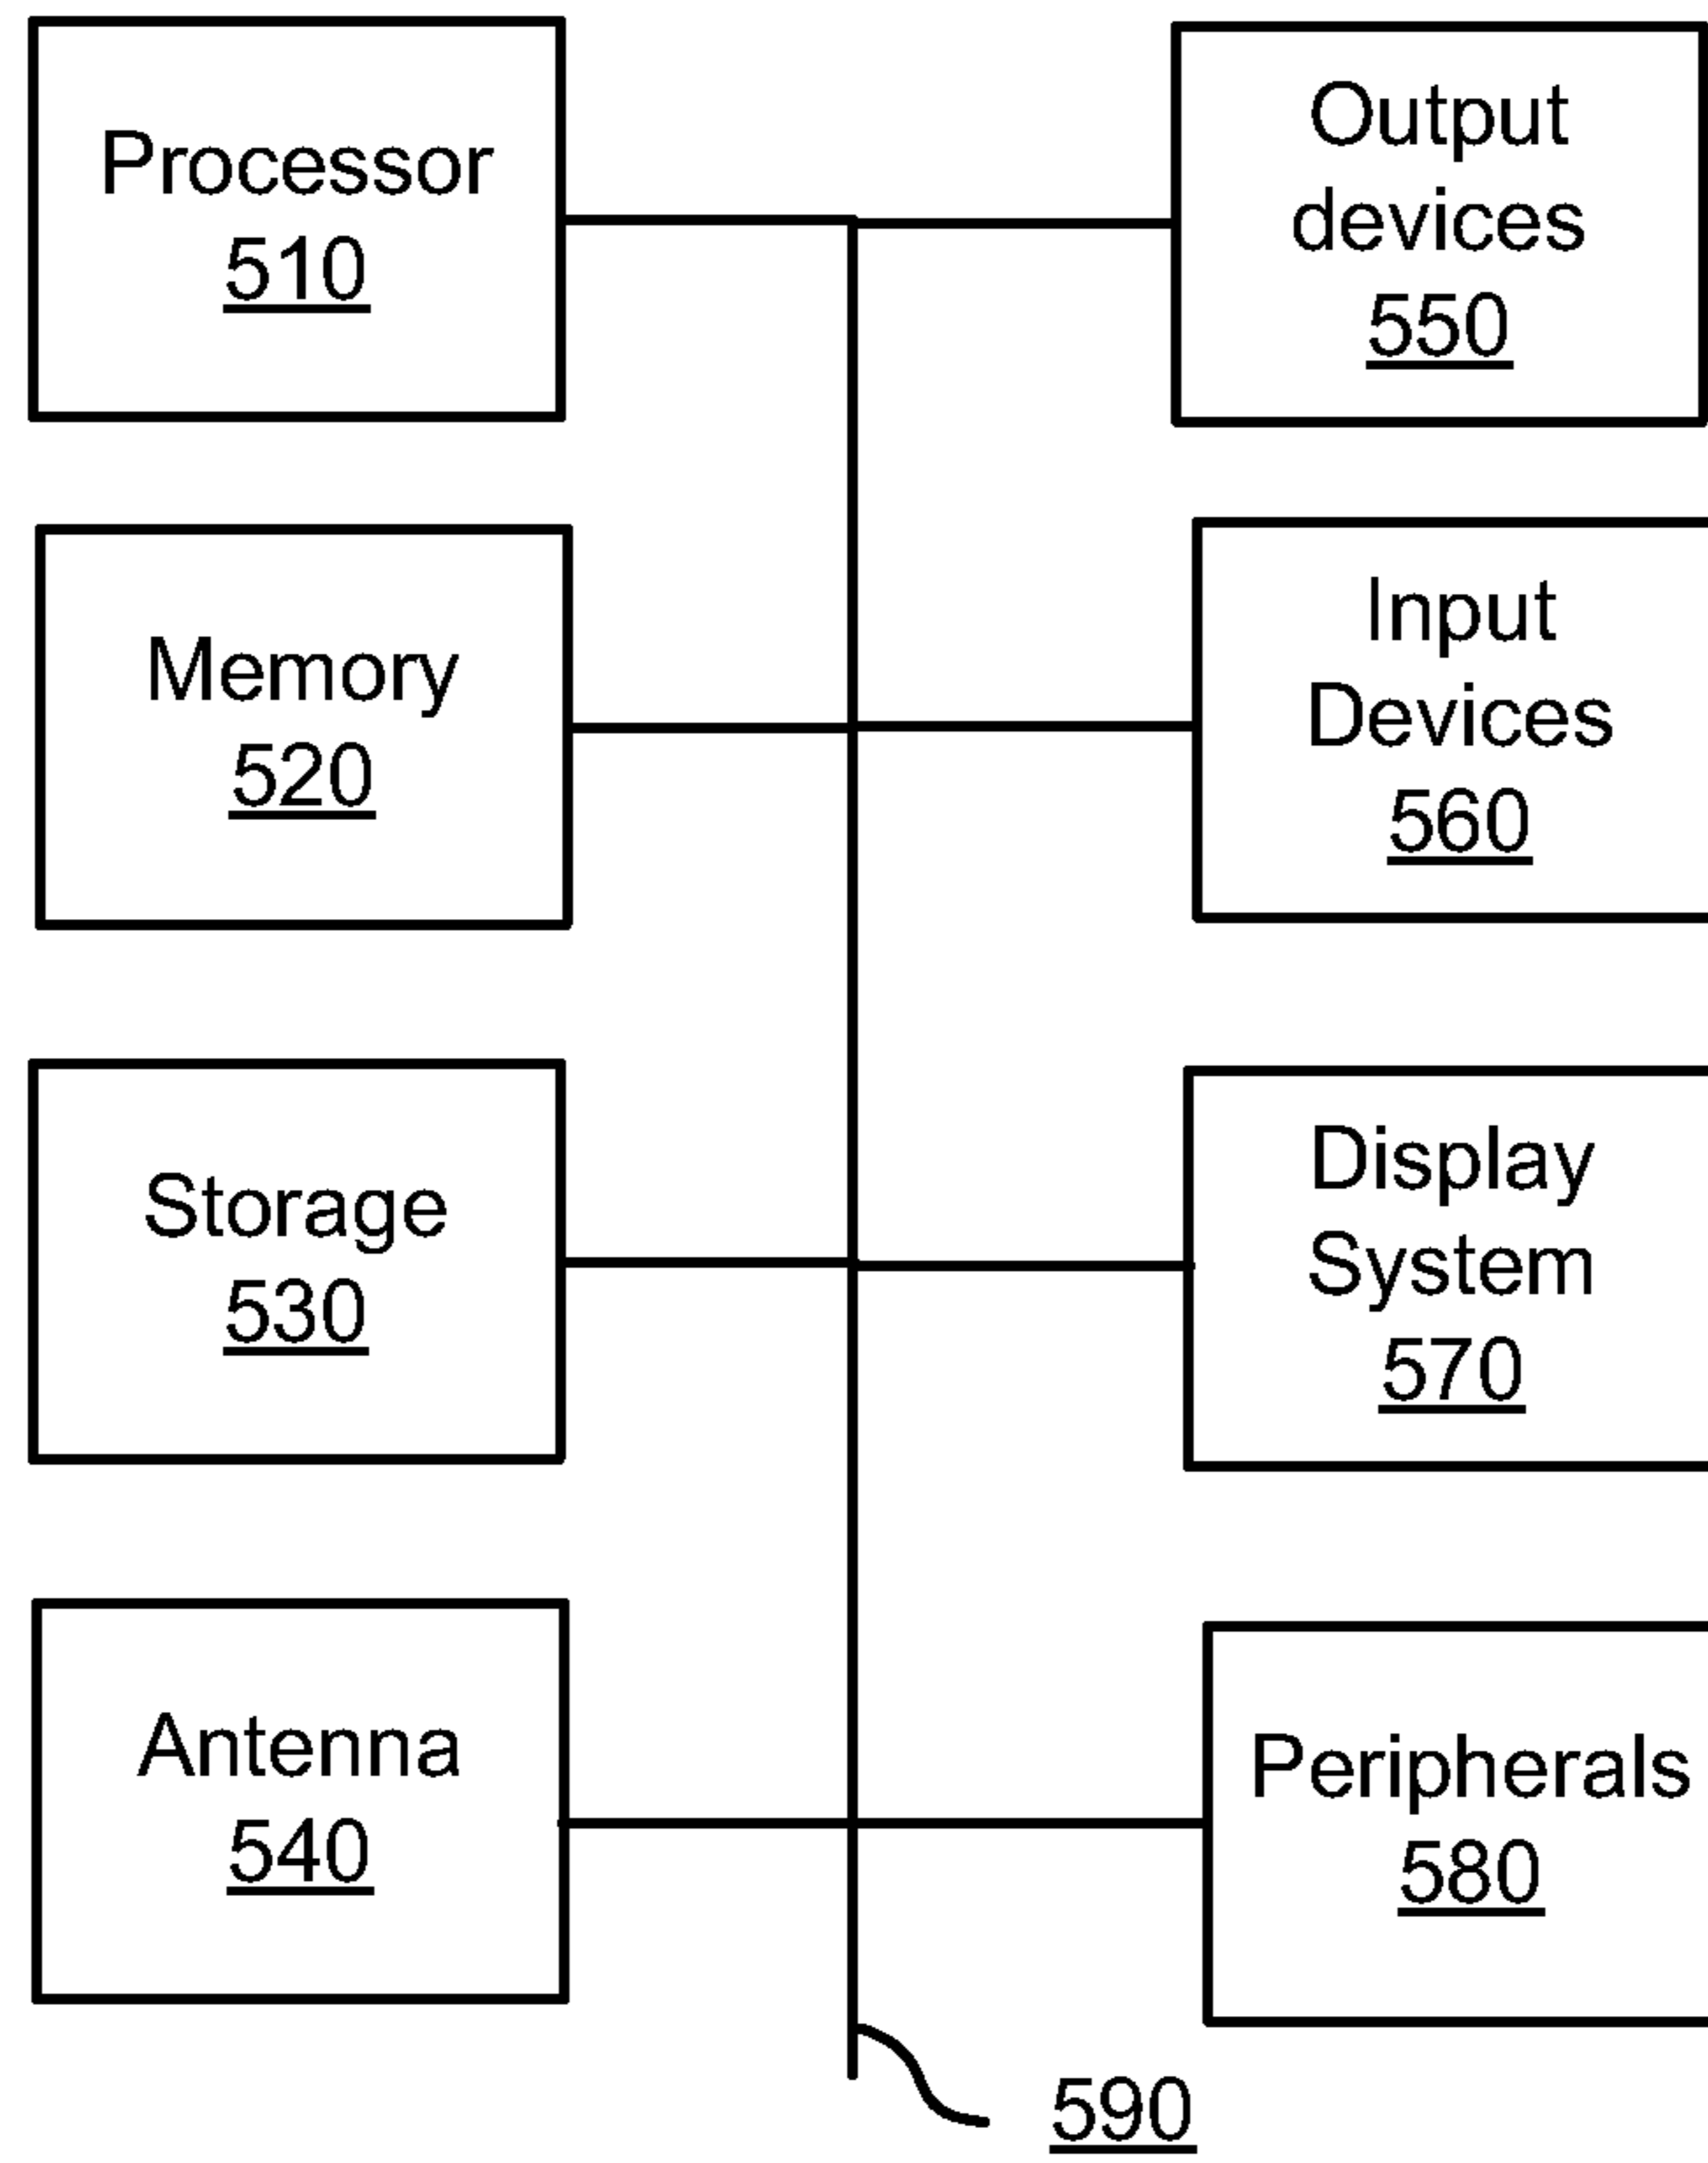 Processor
510
Memory
520
Storage
530
Antenna
540
Output
devices
550
Input
Devices
560
Display
System
570
Peripherals
580
590